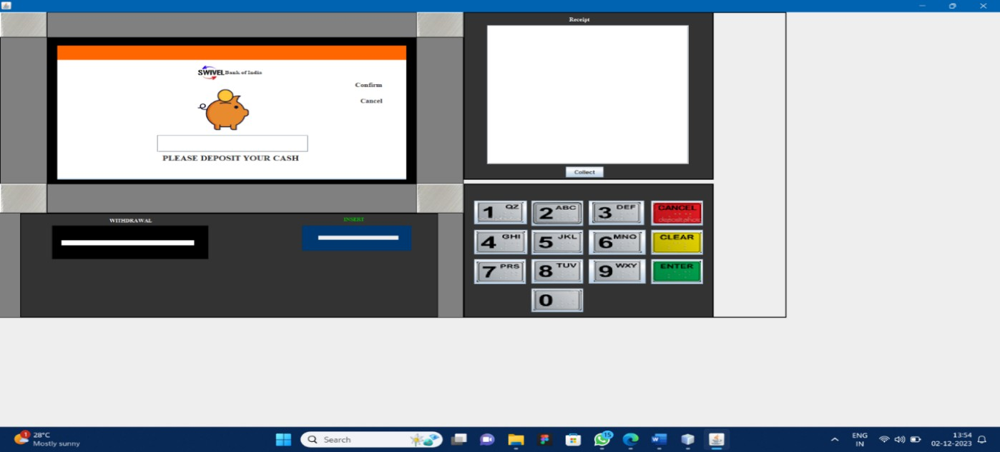 Receipt
SWIVEL Bank of India
Confirm
Cancel
PLEASE DEPOSIT YOUR CASH
Collect
WITHDRAWAL
INSERT
1 QZ
2 ABC
3 DEF
CANCEL
4 GHI
5 JKL
6 MNO
CLEAR
7 PRS
8 TUV
9 WXY
ENTER
0
1
28°C
Mostly sunny
Search
15
ENG
IN
13:54
02-12-2023